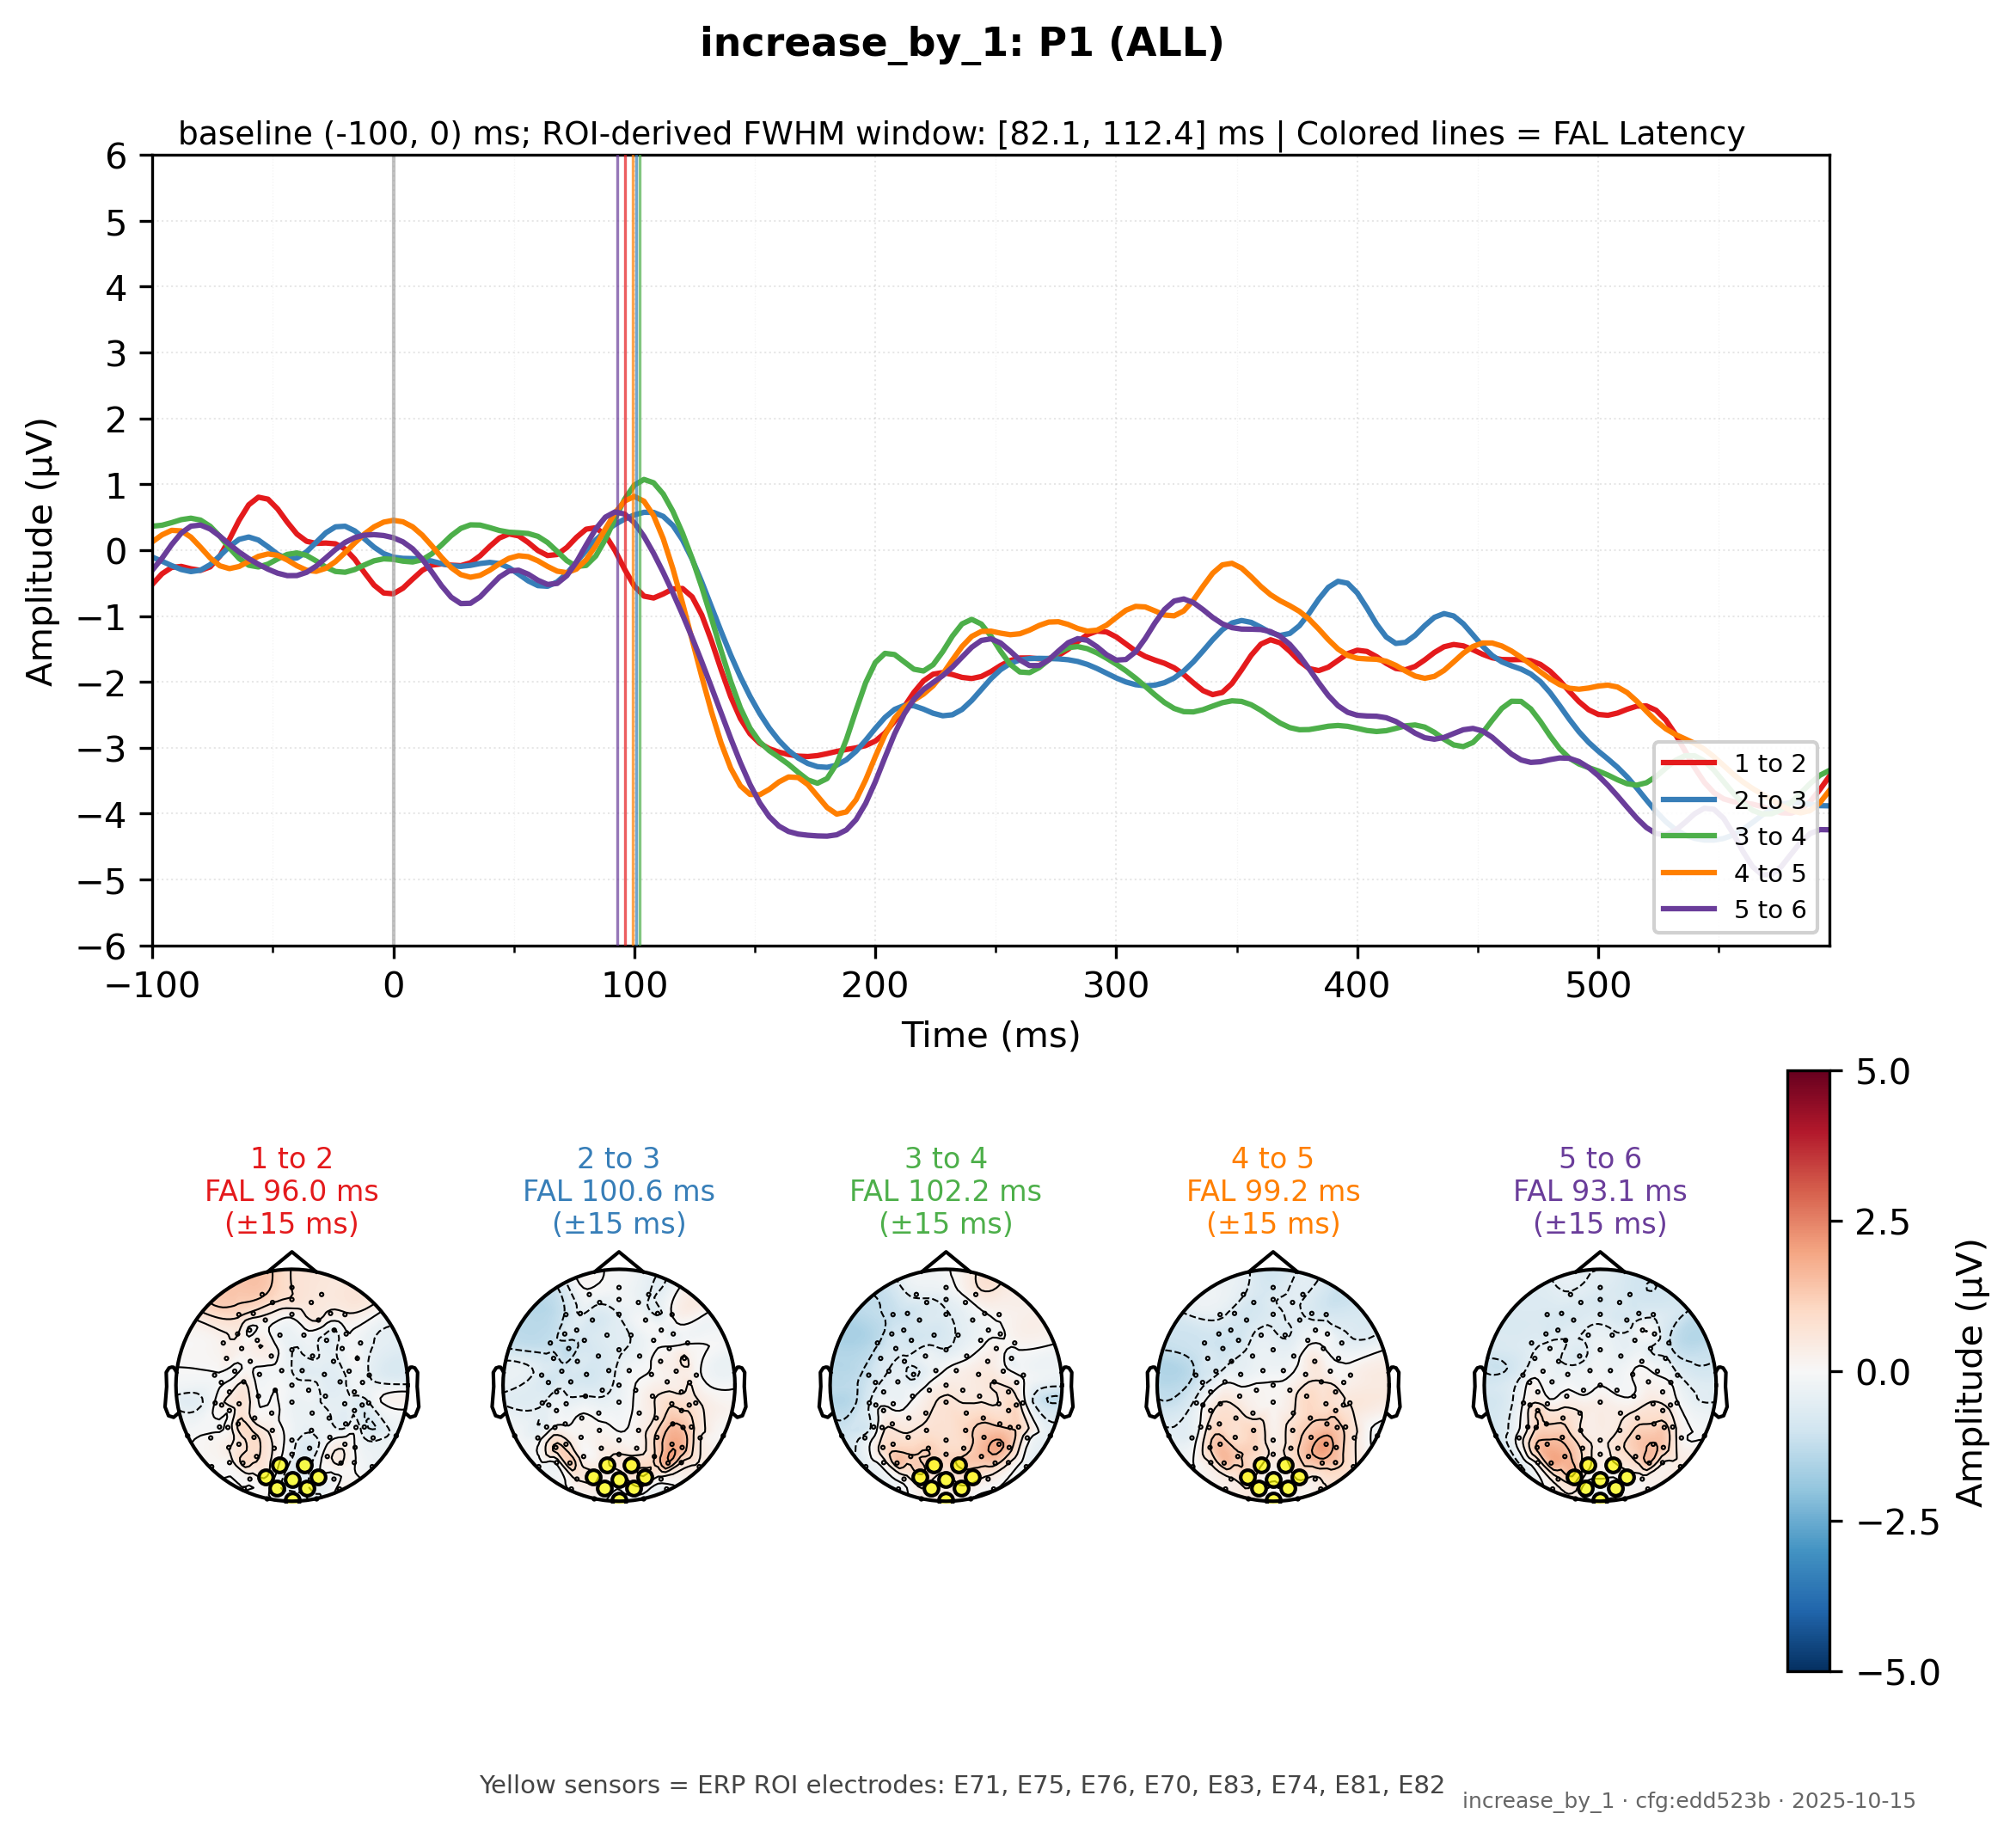 increase_by_1: P1 (ALL)
baseline (-100, 0) ms; ROI-derived FWHM window: [82.1, 112.4] ms | Colored lines = FAL Latency
6
5
4
3
2
1
0
−1
−2
−3
−4
−5
−6
Amplitude (µV)
1 to 2
2 to 3
3 to 4
4 to 5
5 to 6
−100
0
100
200
300
400
500
Time (ms)
1 to 2
FAL 96.0 ms
(±15 ms)
2 to 3
FAL 100.6 ms
(±15 ms)
3 to 4
FAL 102.2 ms
(±15 ms)
4 to 5
FAL 99.2 ms
(±15 ms)
5 to 6
FAL 93.1 ms
(±15 ms)
5.0
2.5
0.0
−2.5
−5.0
Amplitude (µV)
Yellow sensors = ERP ROI electrodes: E71, E75, E76, E70, E83, E74, E81, E82
increase_by_1 · cfg:edd523b · 2025-10-15